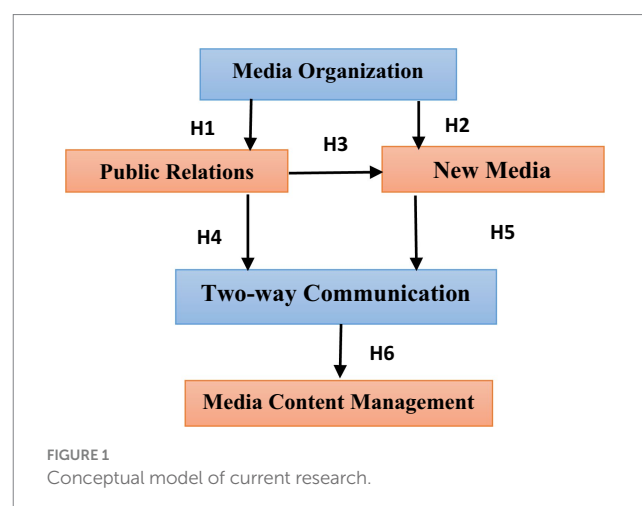 Media Organization
H1
H2
H3
Public Relations
New Media
H4
H5
Two-way Communication
H6
Media Content Management
FIGURE 1
Conceptual model of current research.